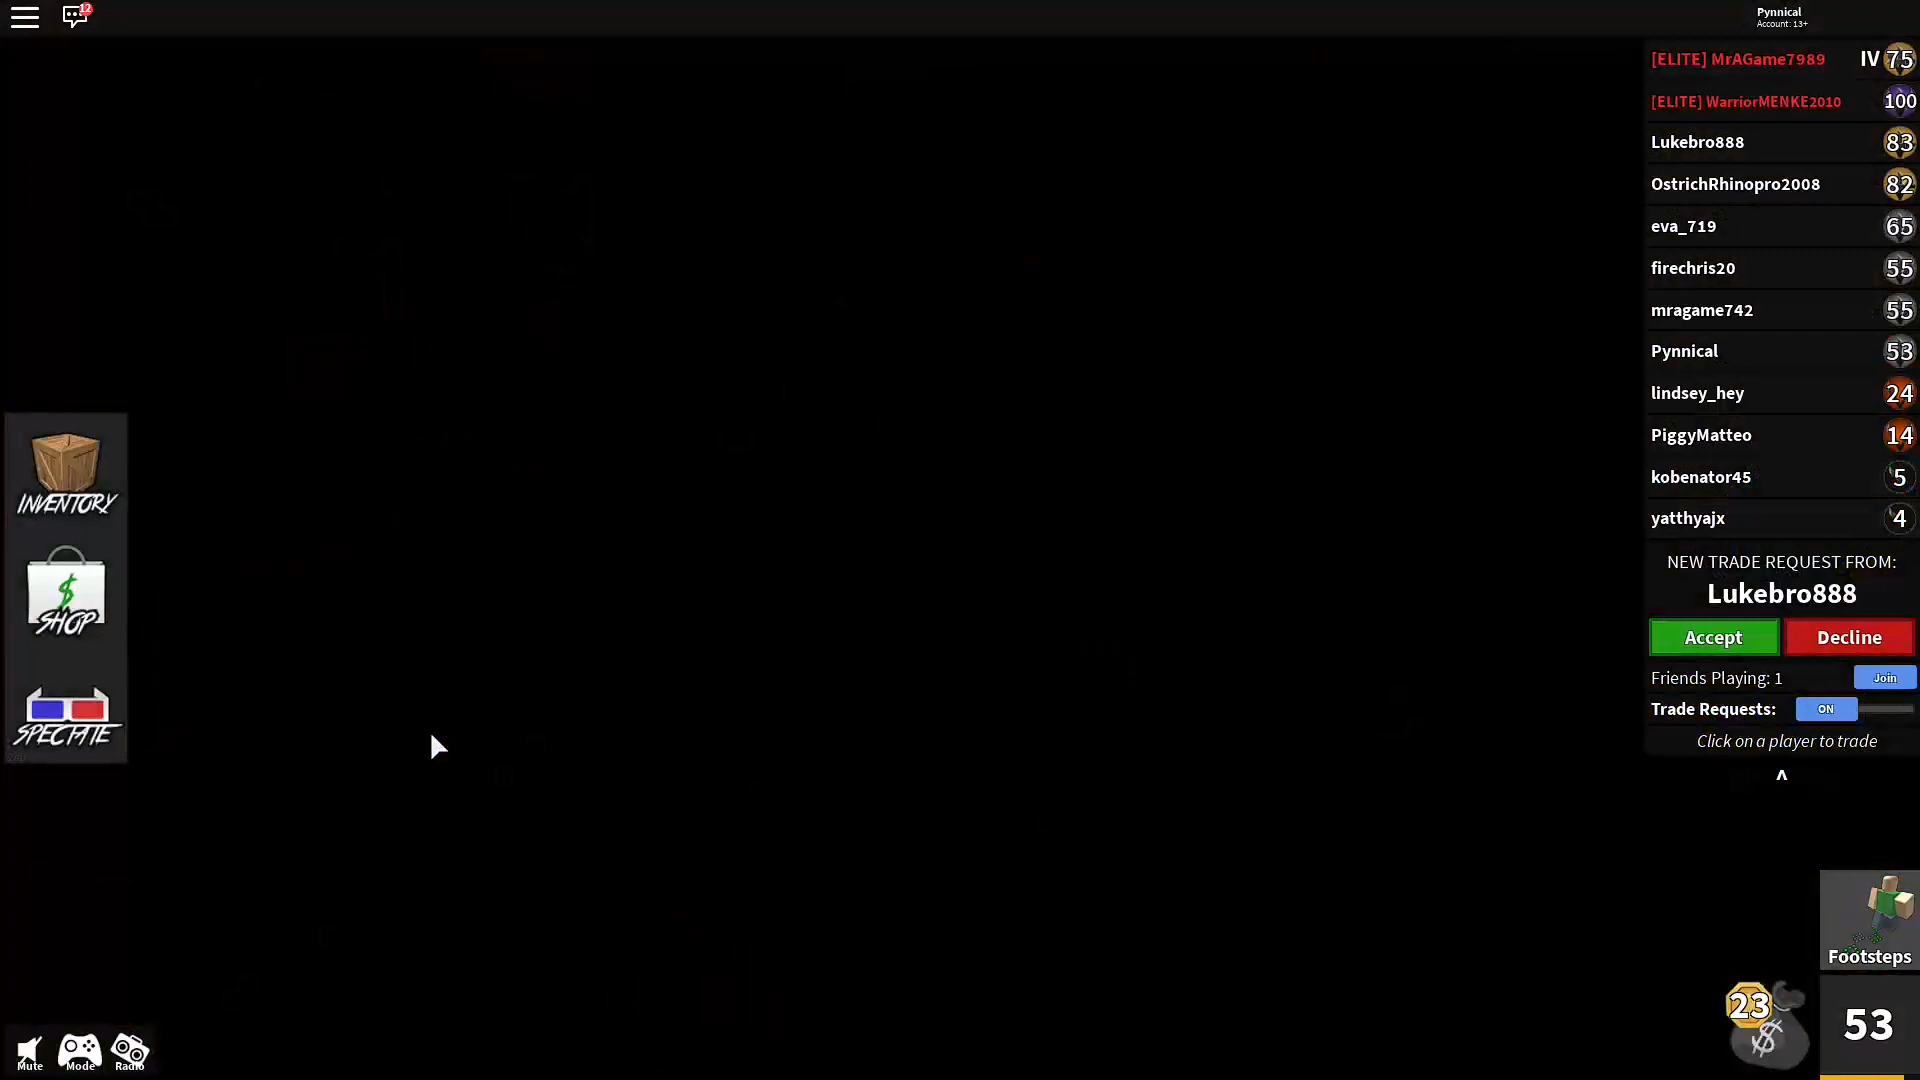 12
Pynnical
Account: 13+
[ELITE] MrAGame7989 IV 75
[ELITE] WarriorMENKE2010 100
Lukebro888 83
OstrichRhinopro2008 82
eva_719 65
firechris20 55
mragame742 55
Pynnical 53
lindsey_hey 24
PiggyMatteo 14
kobenator45 5
yatthyajx 4
NEW TRADE REQUEST FROM:
Lukebro888
Accept Decline
Friends Playing: 1 Join
Trade Requests: ON
Click on a player to trade
^
INVENTORY
$
SHOP
SPECTATE
Footsteps
23
$
53
Mute Mode Radio